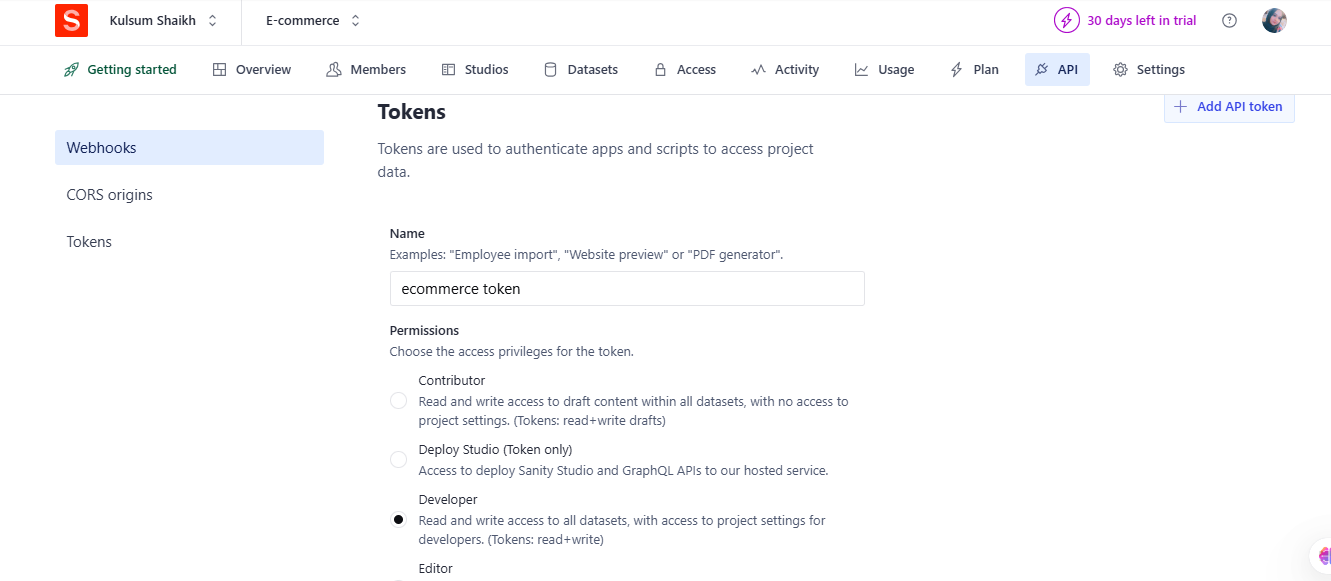 S Kulsum Shaikh E-commerce 30 days left in trial
Getting started Overview Members Studios Datasets Access Activity Usage Plan API Settings
Tokens
Add API token
Webhooks
Tokens are used to authenticate apps and scripts to access project
data.
CORS origins
Tokens
Name
Examples: "Employee import", "Website preview" or "PDF generator".
ecommerce token
Permissions
Choose the access privileges for the token.
Contributor
Read and write access to draft content within all datasets, with no access to
project settings. (Tokens: read+write drafts)
Deploy Studio (Token only)
Access to deploy Sanity Studio and GraphQL APIs to our hosted service.
Developer
Read and write access to all datasets, with access to project settings for
developers. (Tokens: read+write)
Editor